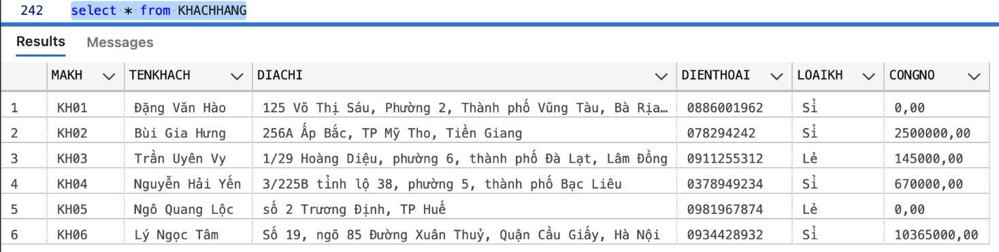 242 select * from KHACHHANG
Results Messages
MAKH TENKHACH DIACHI DIENTHOAI LOAIKH CONGNO
1 KH01 Đặng Văn Hào 125 Võ Thị Sáu, Phường 2, Thành phố Vũng Tàu, Bà Rịa… 0886001962 Sỉ 0,00
2 KH02 Bùi Gia Hưng 256A Ấp Bắc, TP Mỹ Tho, Tiền Giang 078294242 Sỉ 2500000,00
3 KH03 Trần Uyên Vy 1/29 Hoàng Diệu, phường 6, thành phố Đà Lạt, Lâm Đồng 0911255312 Lẻ 145000,00
4 KH04 Nguyễn Hải Yến 3/225B tỉnh lộ 38, phường 5, thành phố Bạc Liêu 0378949234 Sỉ 670000,00
5 KH05 Ngô Quang Lộc số 2 Trương Định, TP Huế 0981967874 Lẻ 0,00
6 KH06 Lý Ngọc Tâm Số 19, ngõ 85 Đường Xuân Thuỷ, Quận Cầu Giấy, Hà Nội 0934428932 Sỉ 10365000,00